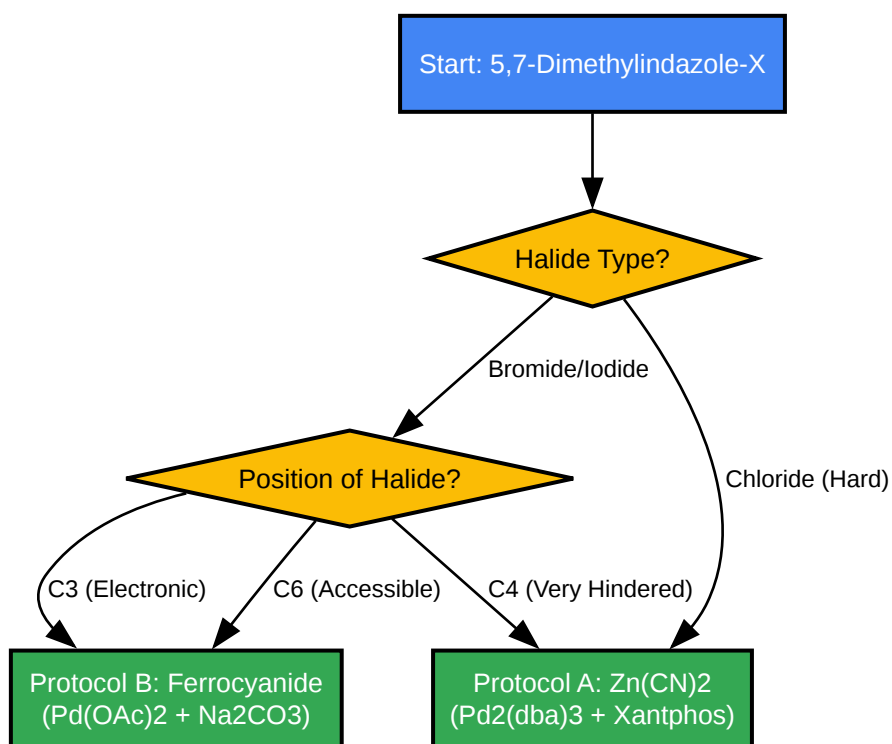 Start: 5,7-Dimethylindazole-X
Halide Type?
Bromide/Iodide
Position of Halide?
Chloride (Hard)
C3 (Electronic)
C6 (Accessible)
C4 (Very Hindered)
Protocol B: Ferrocyanide
(Pd(OAc)2 + Na2CO3)
Protocol A: Zn(CN)2
(Pd2(dba)3 + Xantphos)